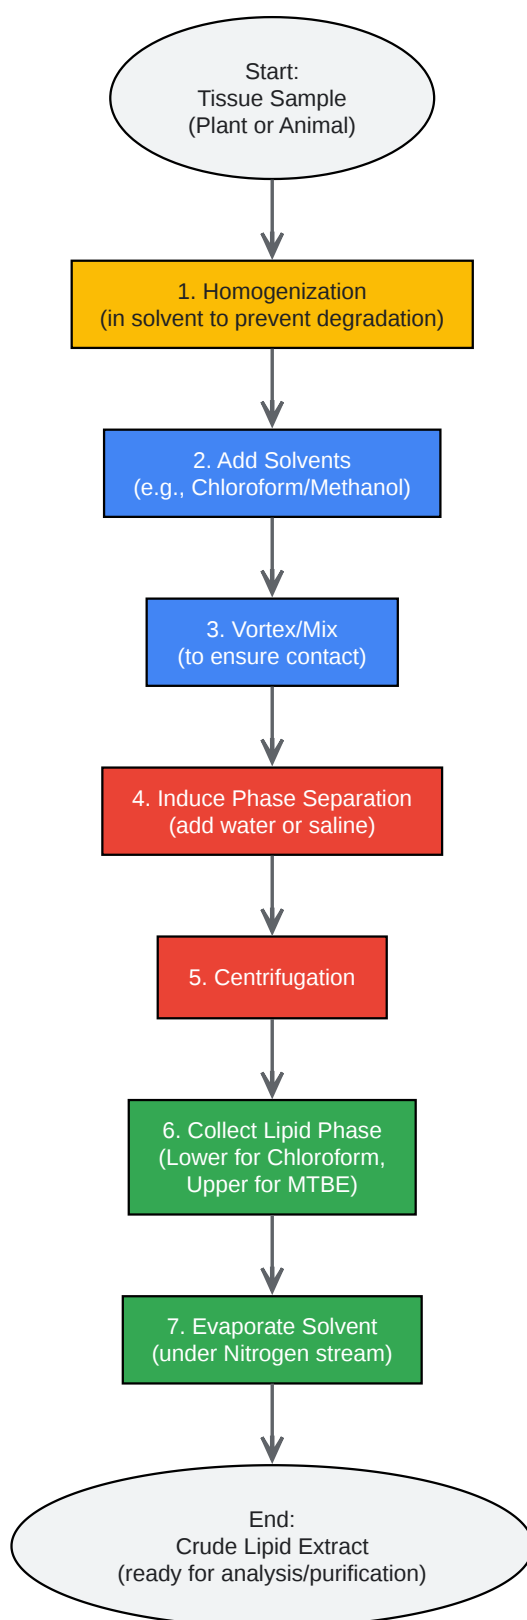 Start:
Tissue Sample
(Plant or Animal)
1. Homogenization
(in solvent to prevent degradation)
2. Add Solvents
(e.g., Chloroform/Methanol)
3. Vortex/Mix
(to ensure contact)
4. Induce Phase Separation
(add water or saline)
5. Centrifugation
6. Collect Lipid Phase
(Lower for Chloroform,
Upper for MTBE)
7. Evaporate Solvent
(under Nitrogen stream)
End:
Crude Lipid Extract
(ready for analysis/purification)